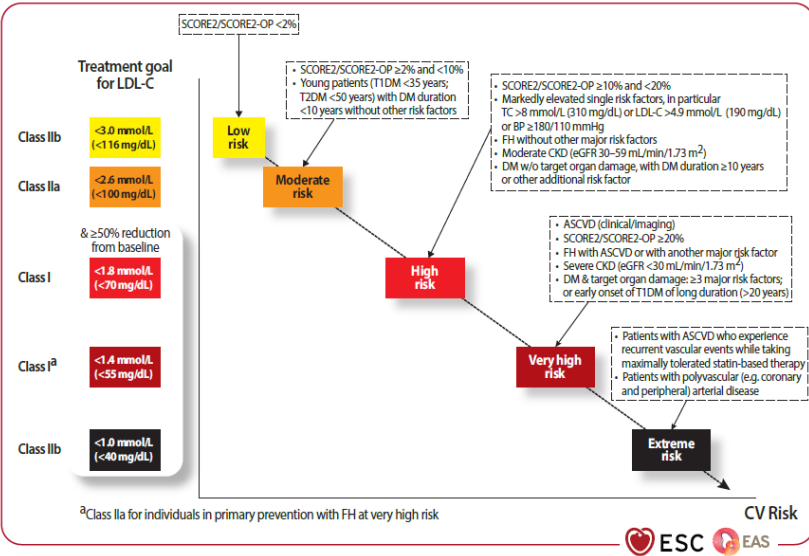 SCORE2/SCORE2-OP <2%
Treatment goal
for LDL-C
• SCORE2/SCORE2-OP ≥2% and <10%
• Young patients (T1DM <35 years;
T2DM <50 years) with DM duration
<10 years without other risk factors
• SCORE2/SCORE2-OP ≥10% and <20%
• Markedly elevated single risk factors, in particular
TC >8 mmol/L (310 mg/dL) or LDL-C >4.9 mmol/L (190 mg/dL)
or BP ≥180/110 mmHg
• FH without other major risk factors
• Moderate CKD (eGFR 30–59 mL/min/1.73 m²)
• DM w/o target organ damage, with DM duration ≥10 years
or other additional risk factor
Class IIb
<3.0 mmol/L
(<116 mg/dL)
Low
risk
Class IIa
<2.6 mmol/L
(<100 mg/dL)
Moderate
risk
& ≥50% reduction
from baseline
• ASCVD (clinical/imaging)
• SCORE2/SCORE2-OP ≥20%
• FH with ASCVD or with another major risk factor
• Severe CKD (eGFR <30 mL/min/1.73 m²)
• DM & target organ damage: ≥3 major risk factors;
or early onset of T1DM of long duration (>20 years)
Class I
<1.8 mmol/L
(<70 mg/dL)
High
risk
• Patients with ASCVD who experience
recurrent vascular events while taking
maximally tolerated statin-based therapy
• Patients with polyvascular (e.g. coronary
and peripheral) arterial disease
Class Iᵃ
<1.4 mmol/L
(<55 mg/dL)
Very high
risk
Class IIb
<1.0 mmol/L
(<40 mg/dL)
Extreme
risk
ᵃClass IIa for individuals in primary prevention with FH at very high risk
CV Risk
ESC EAS